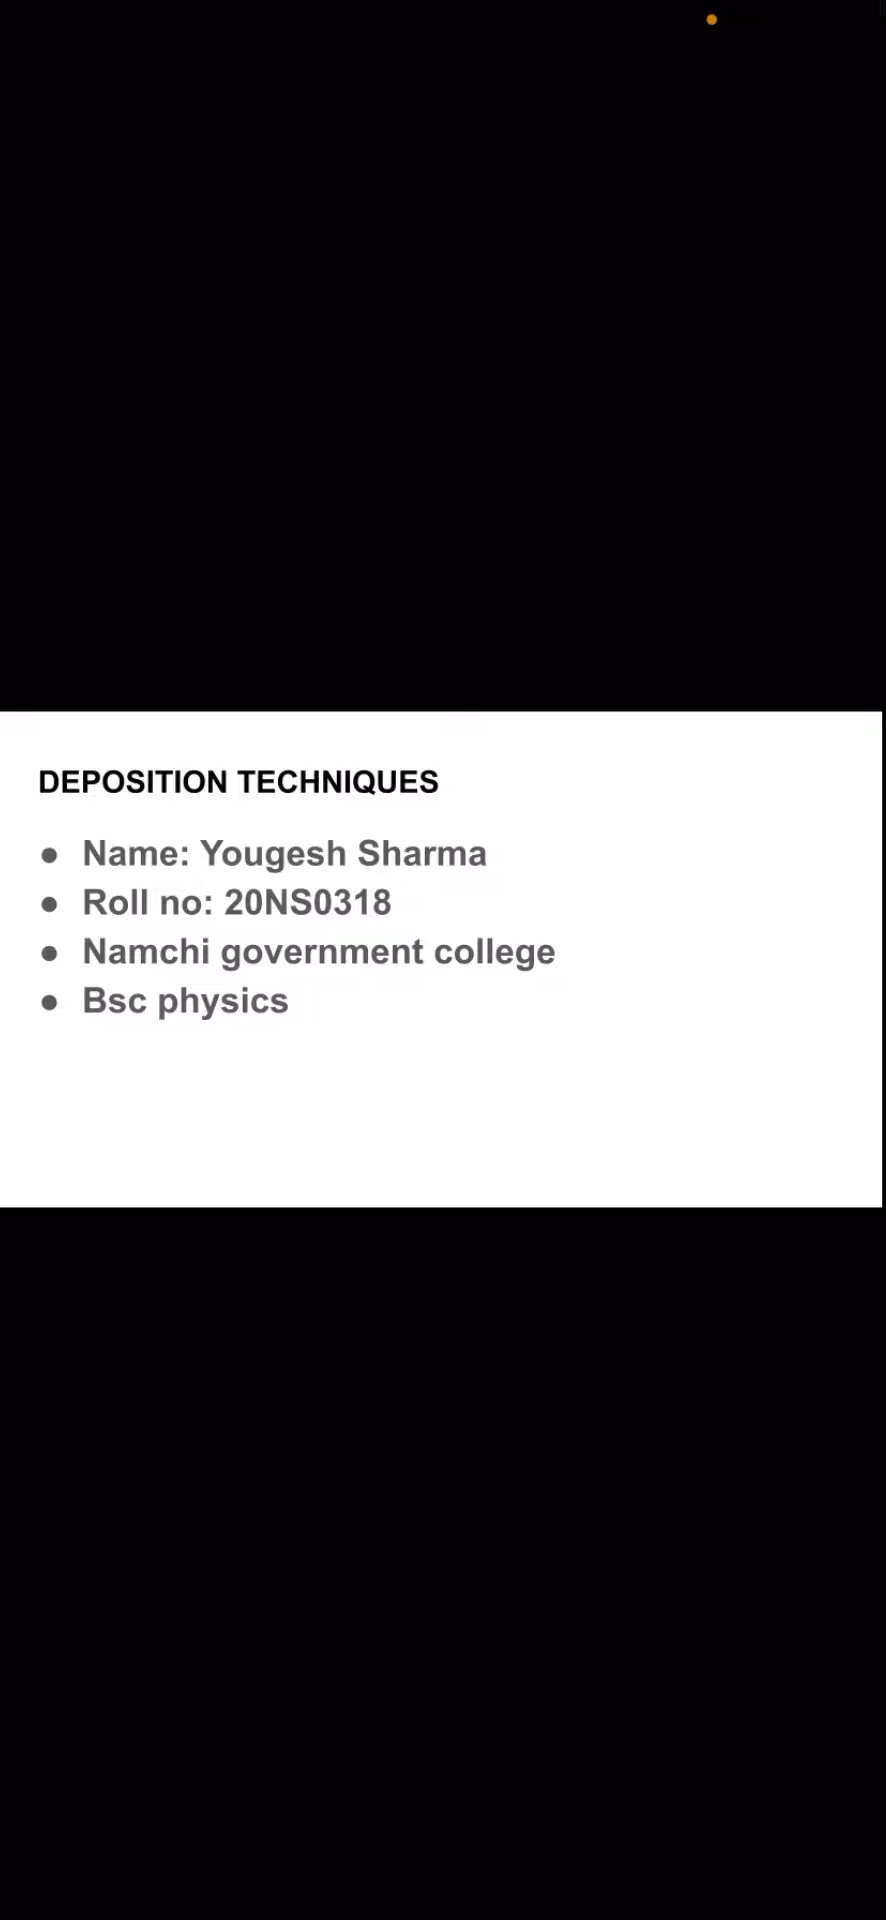 DEPOSITION TECHNIQUES
● Name: Yougesh Sharma
● Roll no: 20NS0318
● Namchi government college
● Bsc physics